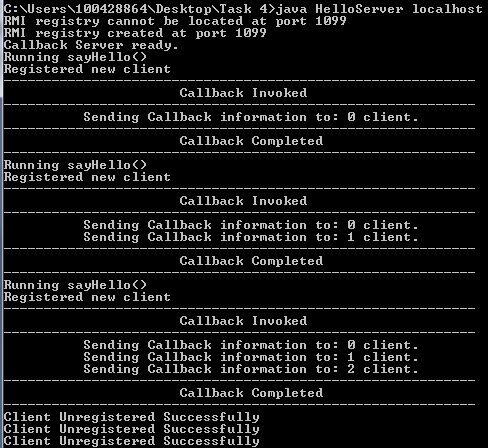 C:\Users\100428864\Desktop\Task 4>java HelloServer localhost
RMI registry cannot be located at port 1099
RMI registry created at port 1099
Callback Server ready.
Running sayHello()
Registered new client
Callback Invoked
Sending Callback information to: 0 client.
Callback Completed
Running sayHello()
Registered new client
Callback Invoked
Sending Callback information to: 0 client.
Sending Callback information to: 1 client.
Callback Completed
Running sayHello()
Registered new client
Callback Invoked
Sending Callback information to: 0 client.
Sending Callback information to: 1 client.
Sending Callback information to: 2 client.
Callback Completed
Client Unregistered Successfully
Client Unregistered Successfully
Client Unregistered Successfully